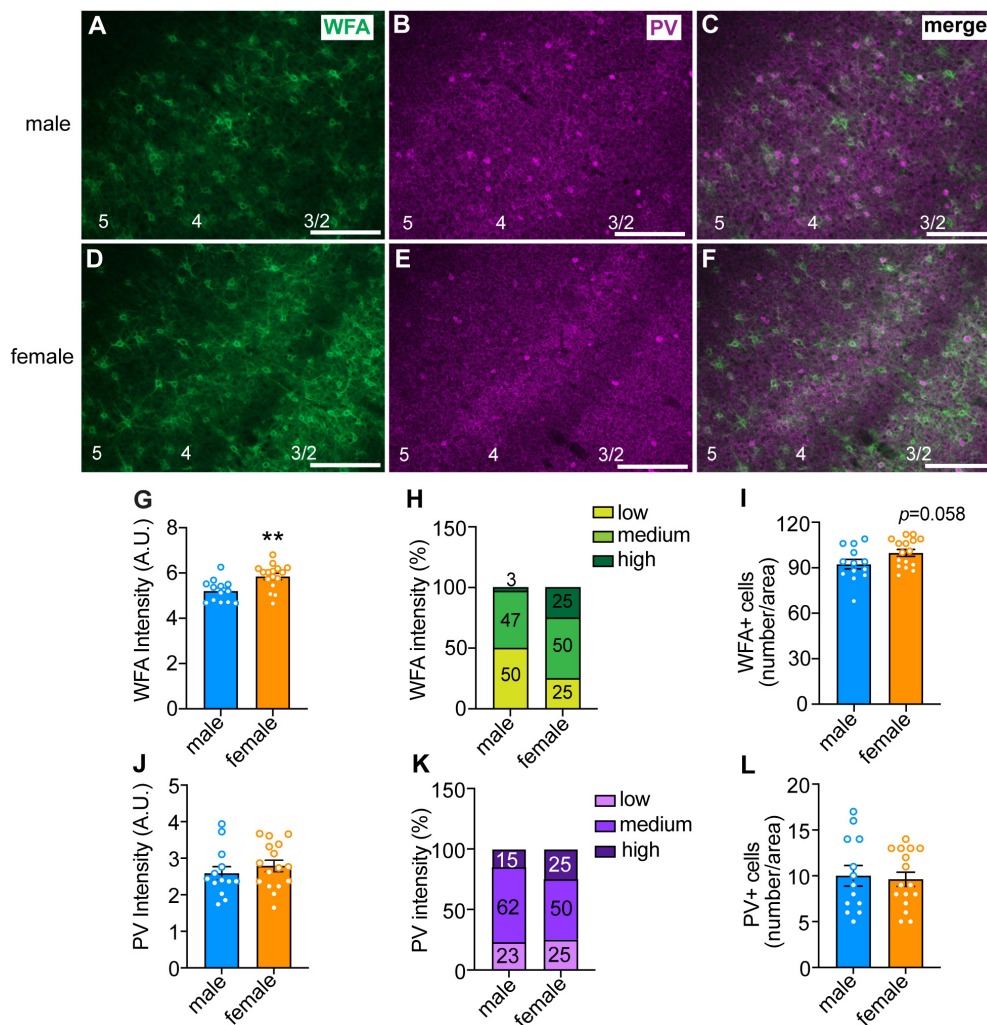 A WFA
B PV
C merge
male
5 4 3/2
5 4 3/2
5 4 3/2
D
E
F
female
5 4 3/2
5 4 3/2
5 4 3/2
G
WFA Intensity (A.U.)
8
6
4
2
0
**
male
female
H
WFA intensity (%)
150
100
50
0
low
medium
high
3
47
50
25
50
25
male
female
I
WFA+ cells
(number/area)
120
90
60
30
0
p=0.058
male
female
J
PV Intensity (A.U.)
5
4
3
2
1
0
male
female
K
PV intensity (%)
150
100
50
0
low
medium
high
15
62
23
25
50
25
male
female
L
PV+ cells
(number/area)
20
15
10
5
0
male
female